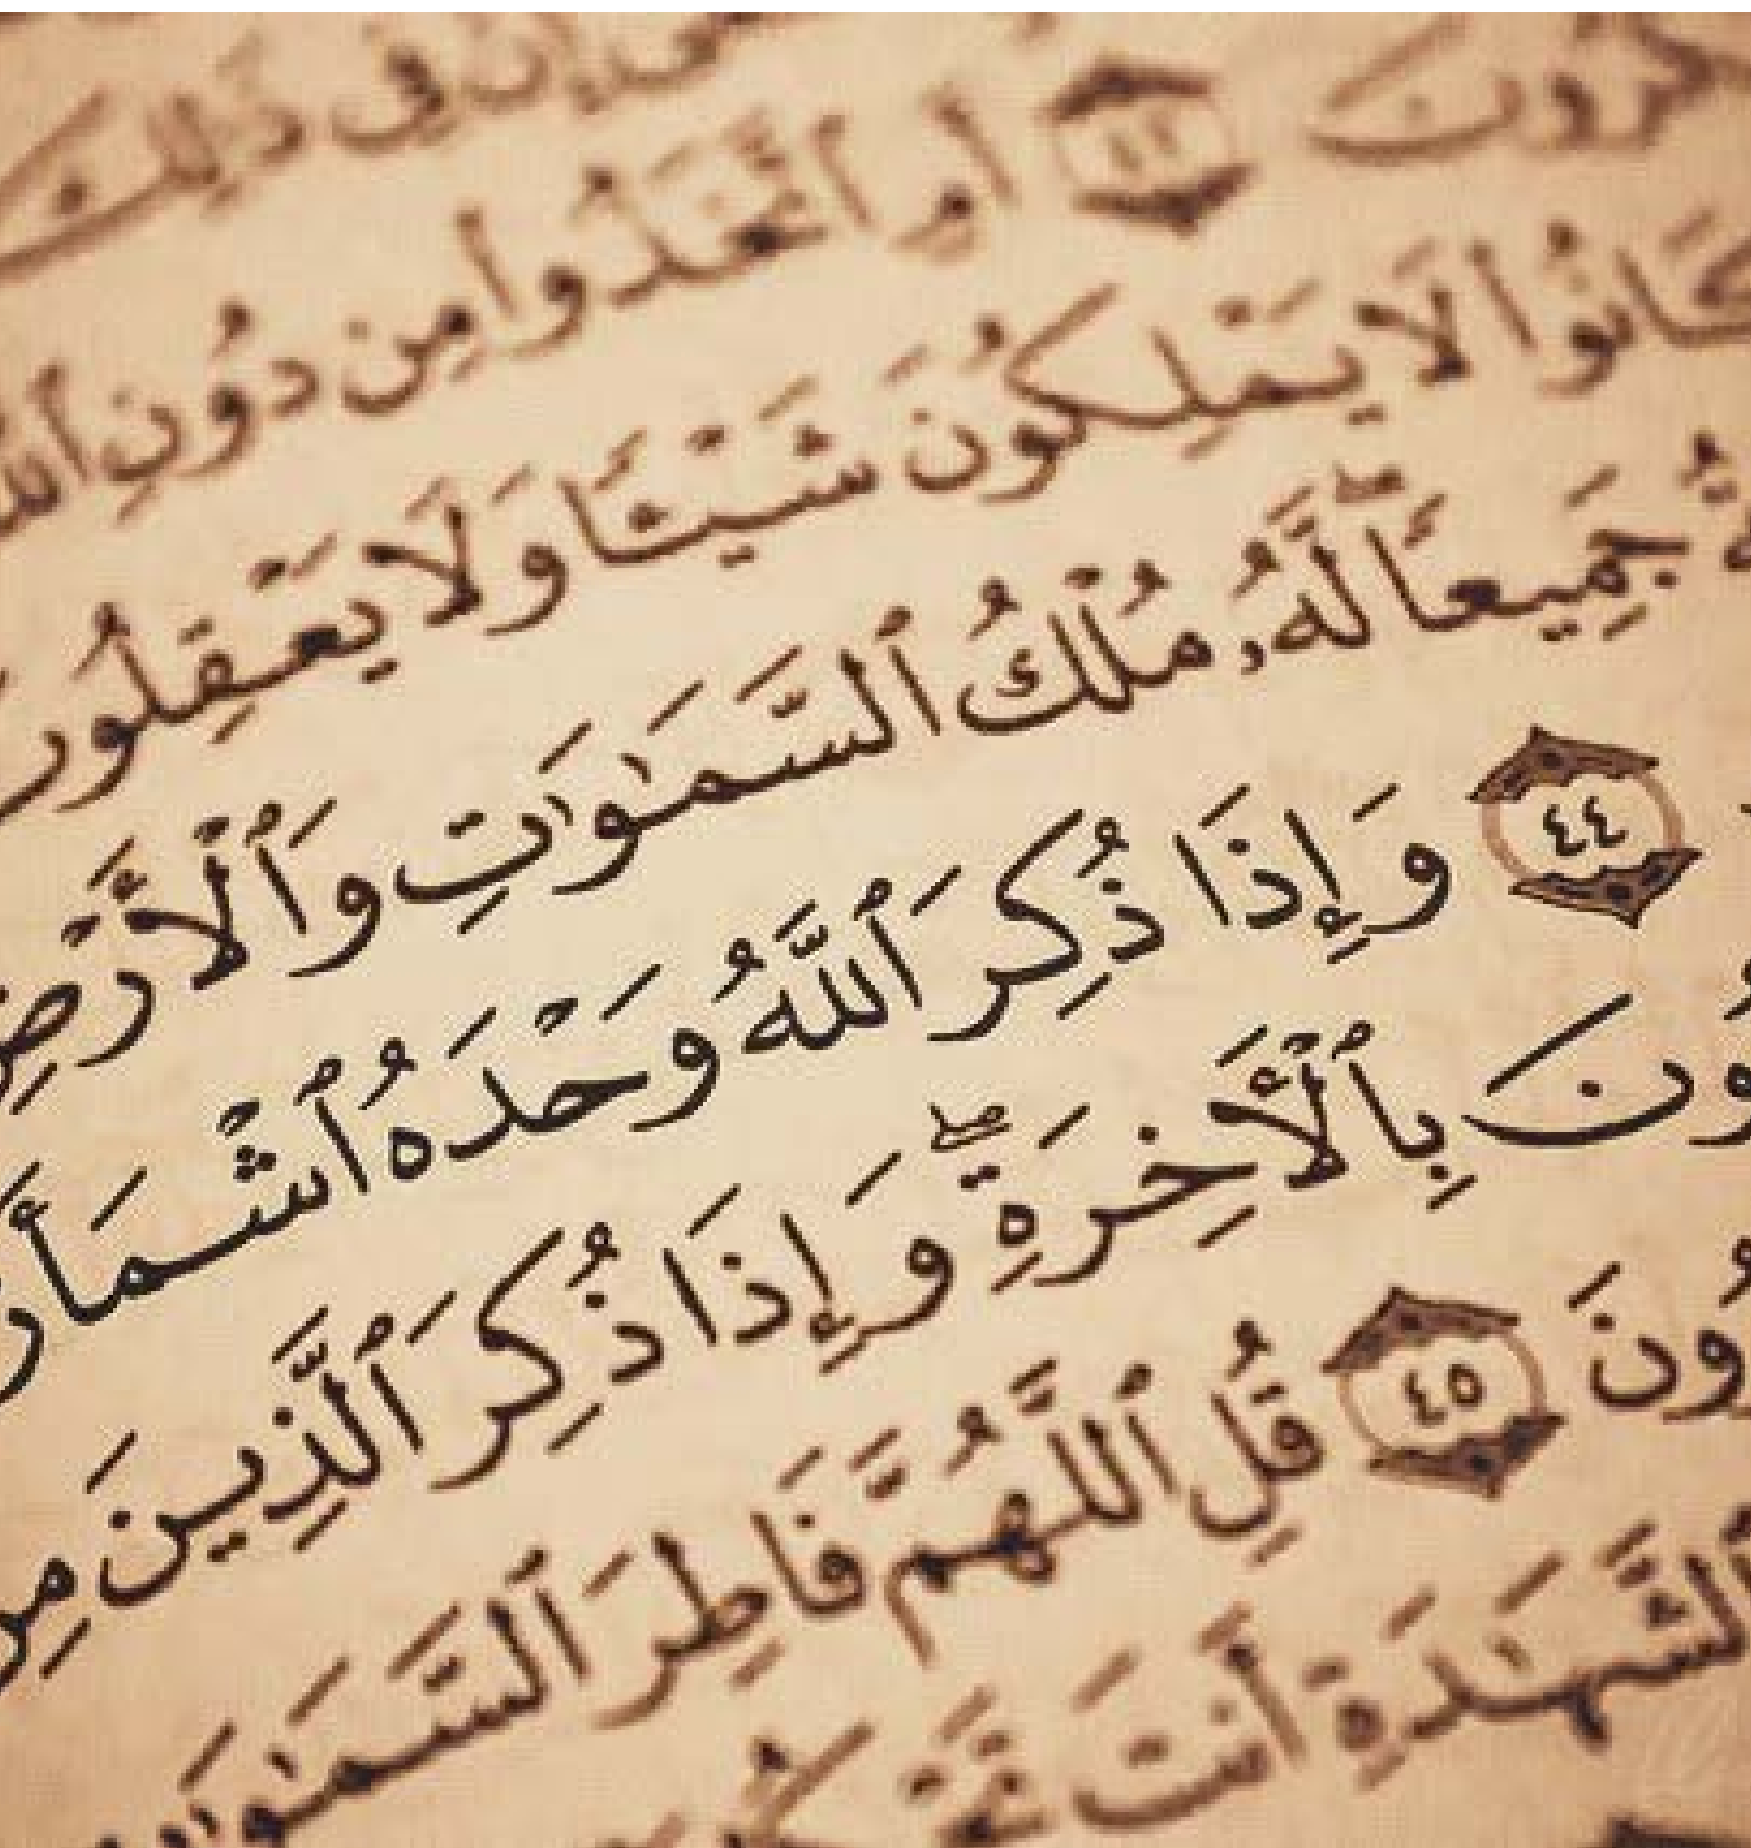 إِنَّ فِى ذَٰلِكَ
أَمِ ٱتَّخَذُوا۟ مِن دُونِ ٱللَّ
كَانُوا۟ لَا يَمْلِكُونَ شَيْـًٔا وَلَا يَعْقِلُونَ
جَمِيعًا ۖ لَّهُۥ مُلْكُ ٱلسَّمَٰوَٰتِ وَٱلْأَرْضِ
٤٤ وَإِذَا ذُكِرَ ٱللَّهُ وَحْدَهُ ٱشْمَأَزَّ
ونَ بِٱلْأَخِرَةِ ۖ وَإِذَا ذُكِرَ ٱلَّذِينَ مِن
ونَ ٤٥ قُلِ ٱللَّهُمَّ فَاطِرَ ٱلسَّمَٰوَٰتِ
ٱلشَّهَٰدَةِ أَنتَ تَحْكُ